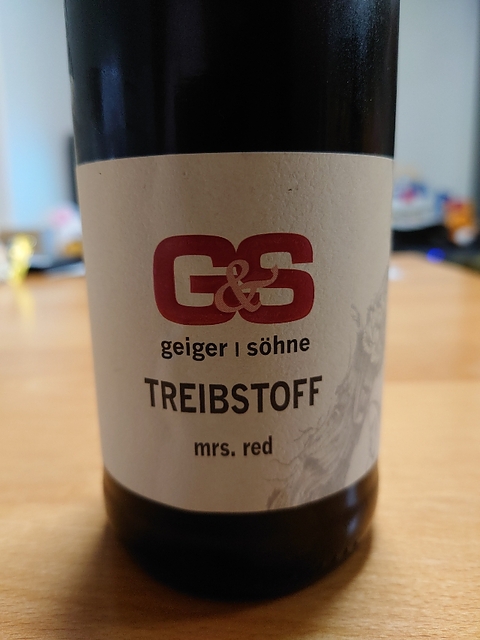 G&S
geiger | söhne
TREIBSTOFF
mrs. red